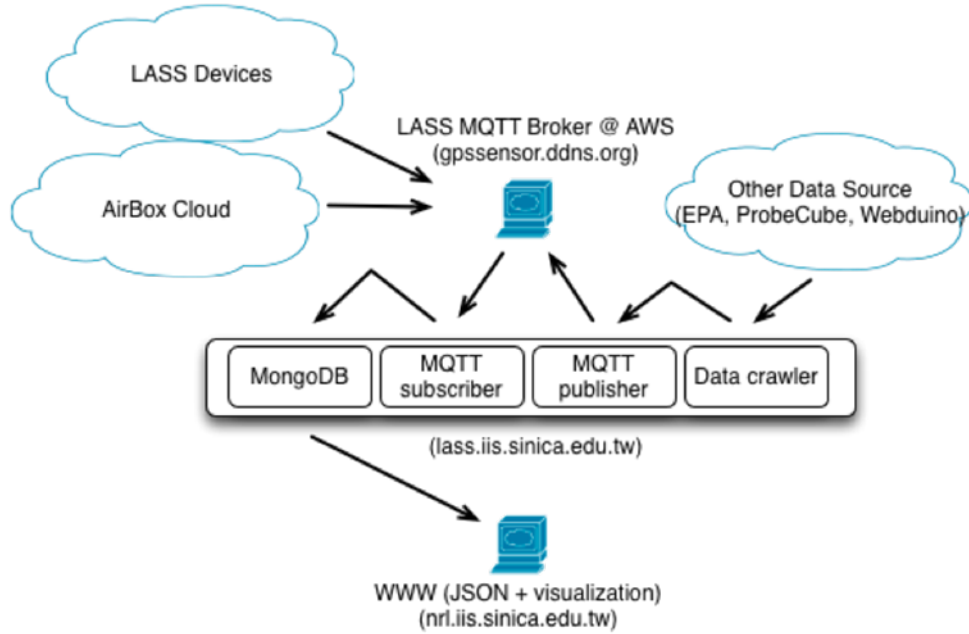 LASS Devices
LASS MQTT Broker @ AWS
(gpssensor.ddns.org)
AirBox Cloud
Other Data Source
(EPA, ProbeCube, Webduino)
MongoDB
MQTT
subscriber
MQTT
publisher
Data crawler
(lass.iis.sinica.edu.tw)
WWW (JSON + visualization)
(nrl.iis.sinica.edu.tw)